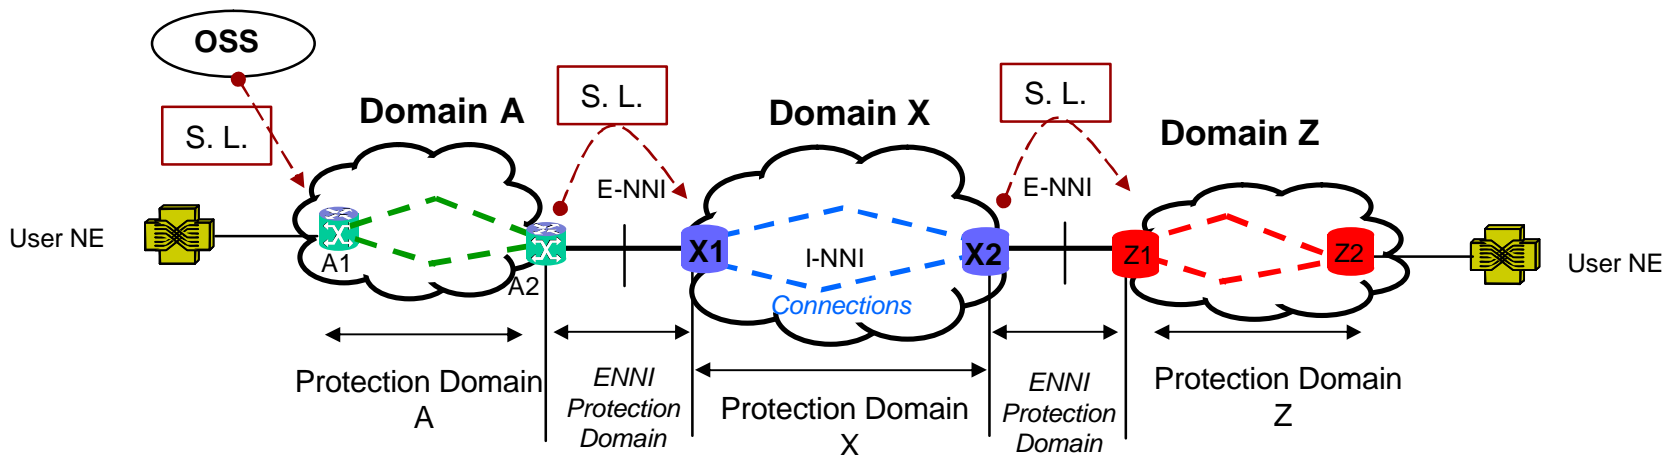 OSS
S. L.
S. L.
S. L.
Domain A
Domain X
Domain Z
E-NNI
E-NNI
User NE
A1
A2
X1
I-NNI
X2
Z1
Z2
User NE
Connections
Protection Domain
A
ENNI
Protection
Domain
Protection Domain
X
ENNI
Protection
Domain
Protection Domain
Z